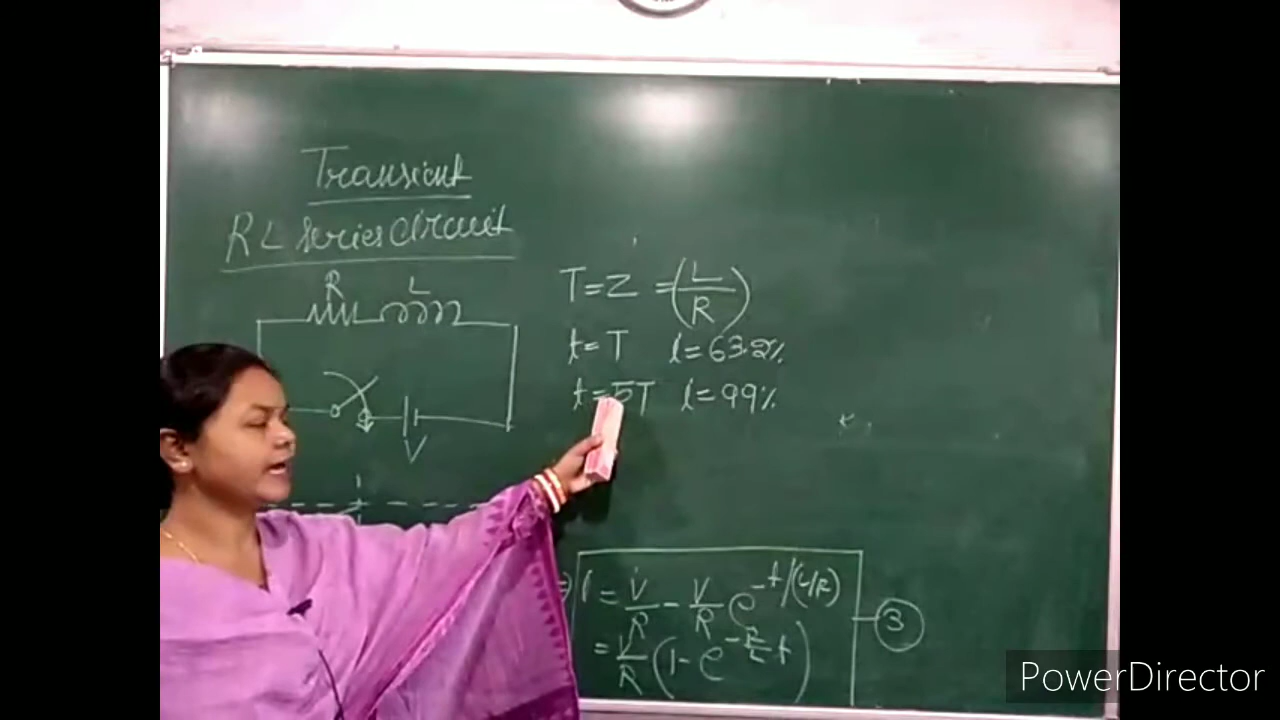 Transient
RL Series Circuit
R L
V
T=Z=(L/R)
t=T i=63.2%
t=5T i=99%
⇒ i = V/R - V/R e^-t/(L/R)
= V/R (1- e^-R/L t)
3
PowerDirector